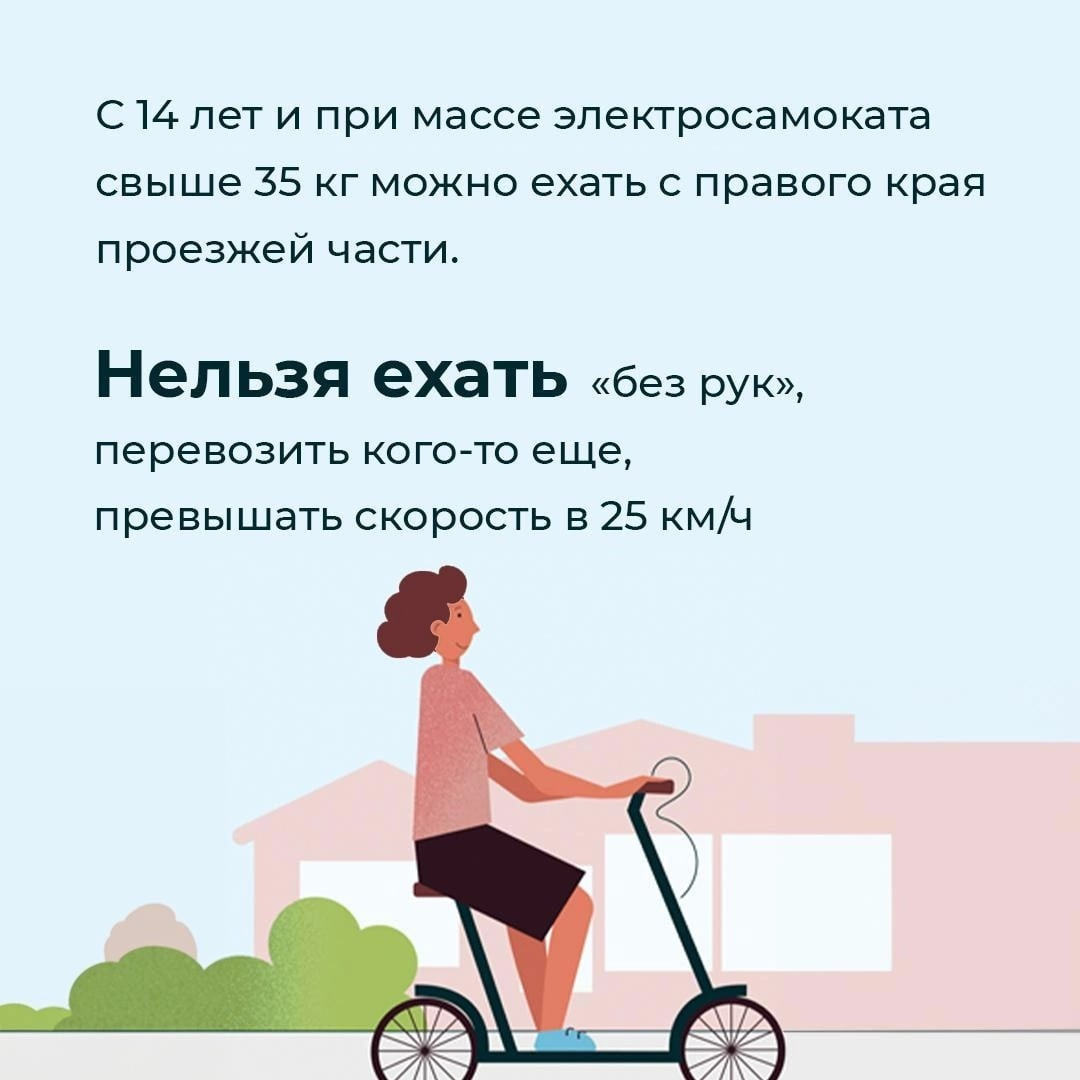 С 14 лет и при массе электросамоката
свыше 35 кг можно ехать с правого края
проезжей части.
Нельзя ехать «без рук»,
перевозить кого-то еще,
превышать скорость в 25 км/ч